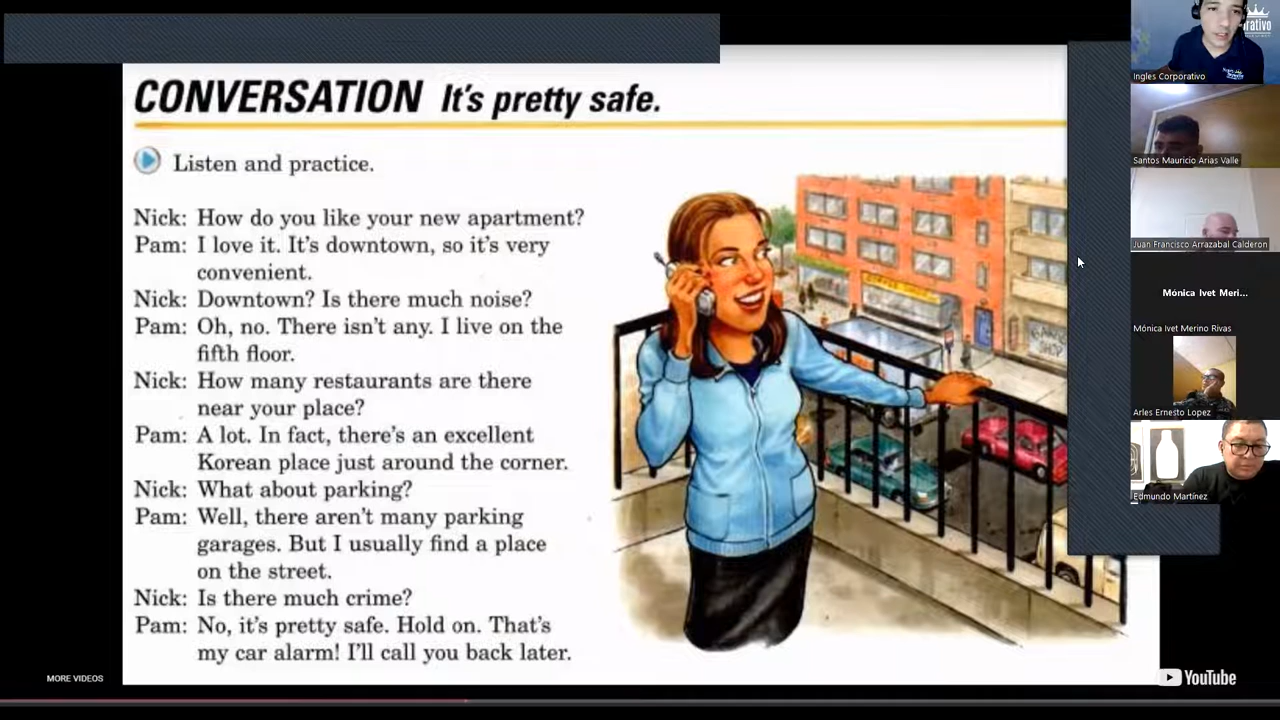 CONVERSATION It's pretty safe.
Listen and practice.
Nick: How do you like your new apartment?
Pam: I love it. It's downtown, so it's very
convenient.
Nick: Downtown? Is there much noise?
Pam: Oh, no. There isn't any. I live on the
fifth floor.
Nick: How many restaurants are there
near your place?
Pam: A lot. In fact, there's an excellent
Korean place just around the corner.
Nick: What about parking?
Pam: Well, there aren't many parking
garages. But I usually find a place
on the street.
Nick: Is there much crime?
Pam: No, it's pretty safe. Hold on. That's
my car alarm! I'll call you back later.
MORE VIDEOS
YouTube
Ingles Corporativo
Santos Mauricio Arias Valle
Juan Francisco Arrazabal Calderon
Mónica Ivet Meri...
Mónica Ivet Merino Rivas
Arles Ernesto Lopez
Edmundo Martínez